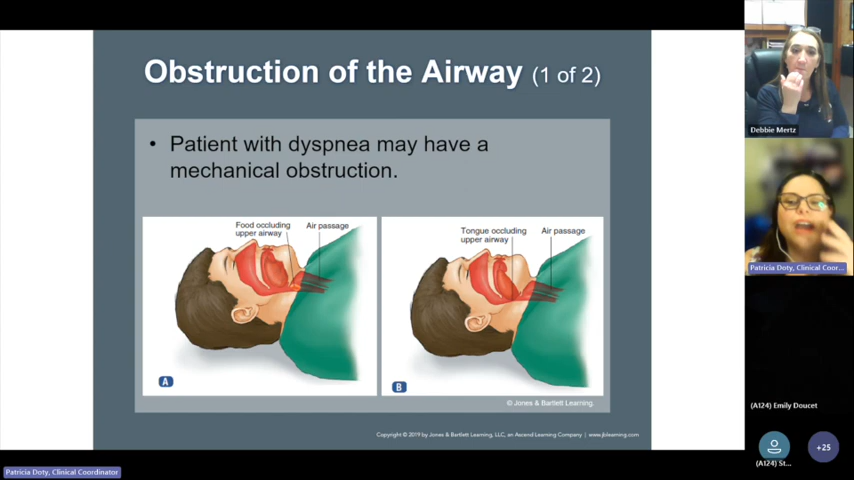 Obstruction of the Airway (1 of 2)
• Patient with dyspnea may have a
mechanical obstruction.
Food occluding
upper airway
Air passage
A
Tongue occluding
upper airway
Air passage
B
© Jones & Bartlett Learning.
Copyright © 2019 by Jones & Bartlett Learning, LLC, an Ascend Learning Company | www.jblearning.com
Debbie Mertz
Patricia Doty, Clinical Coor...
(A124) Emily Doucet
(A124) St...
+25
Patricia Doty, Clinical Coordinator